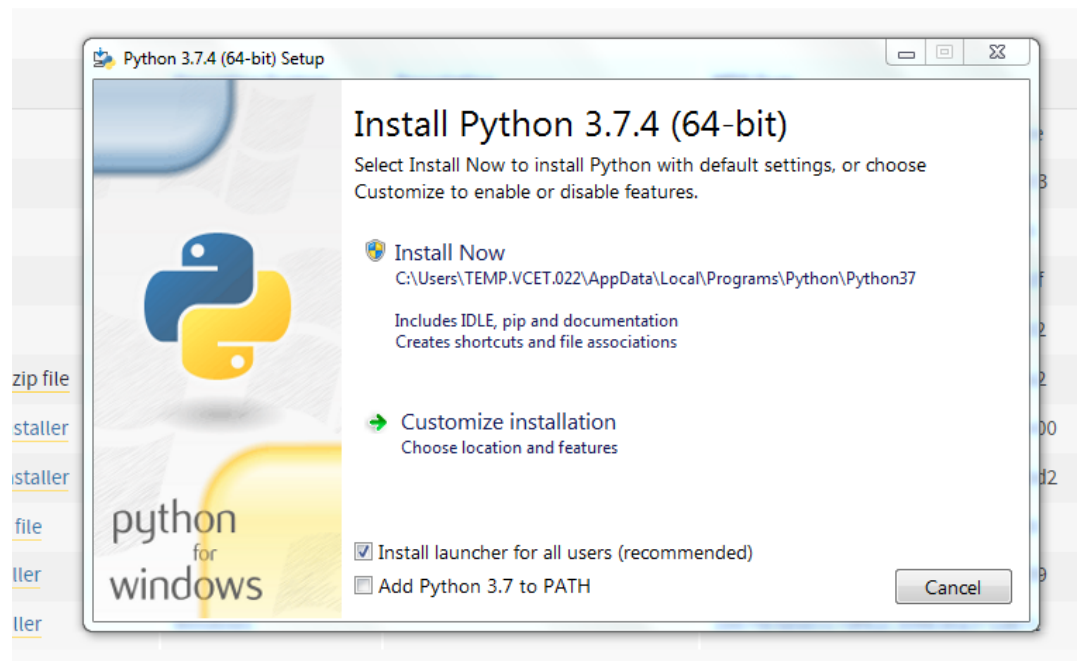 Python 3.7.4 (64-bit) Setup
Install Python 3.7.4 (64-bit)
Select Install Now to install Python with default settings, or choose
Customize to enable or disable features.
Install Now
C:\Users\TEMP.VCET.022\AppData\Local\Programs\Python\Python37
Includes IDLE, pip and documentation
Creates shortcuts and file associations
zip file
staller
Customize installation
Choose location and features
00
staller
d2
file
python
for
windows
Install launcher for all users (recommended)
ller
9
Add Python 3.7 to PATH
Cancel
ller